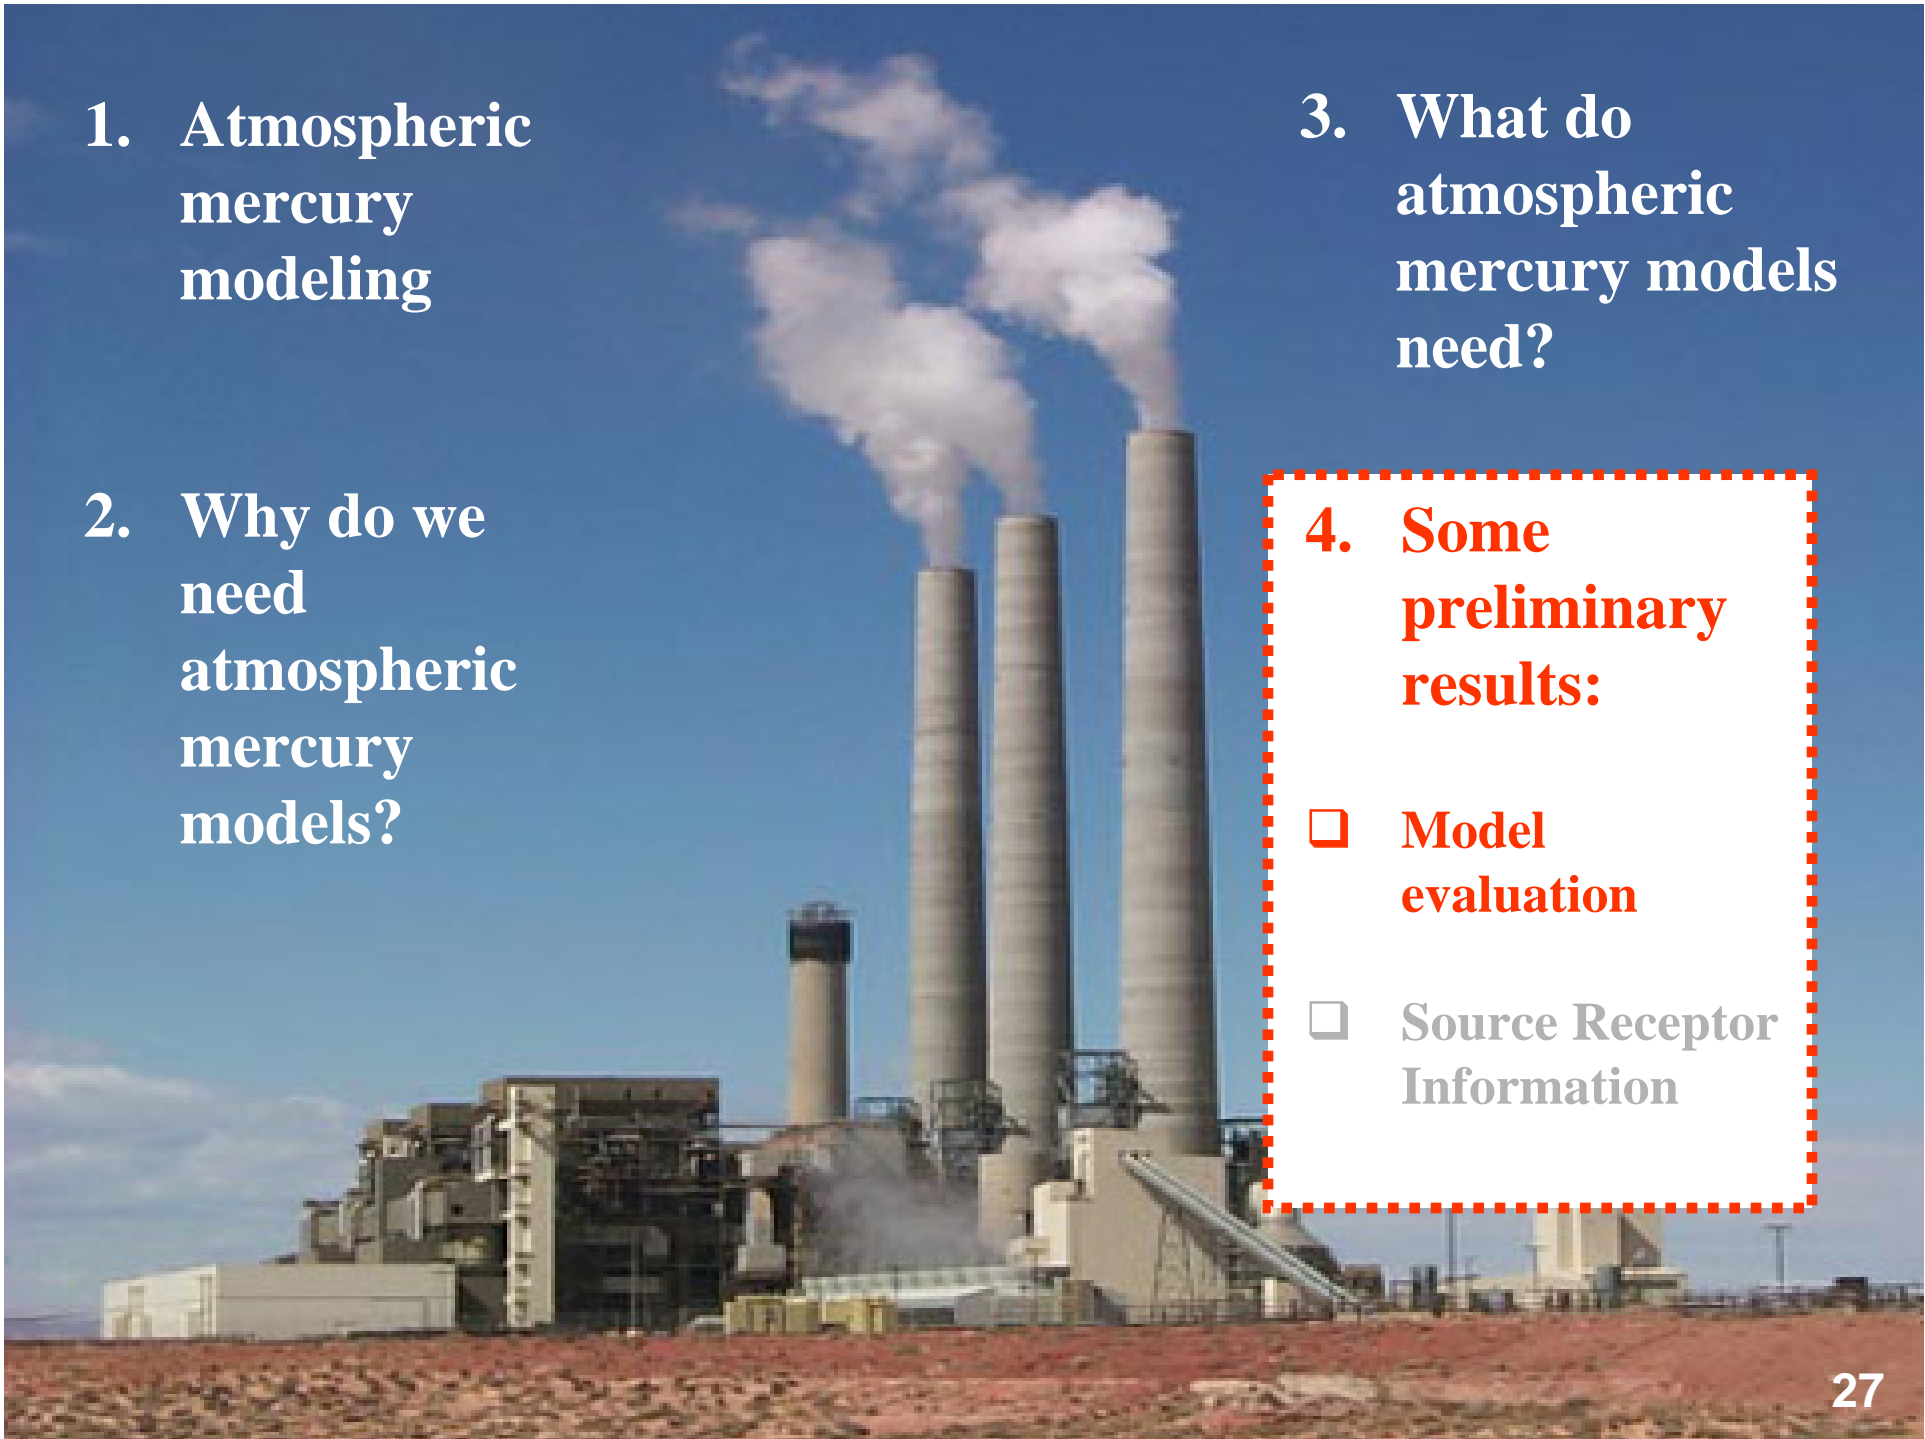 1. Atmospheric
mercury
modeling
2. Why do we
need
atmospheric
mercury
models?
3. What do
atmospheric
mercury models
need?
4. Some
preliminary
results:
❑ Model
evaluation
❑ Source Receptor
Information
27